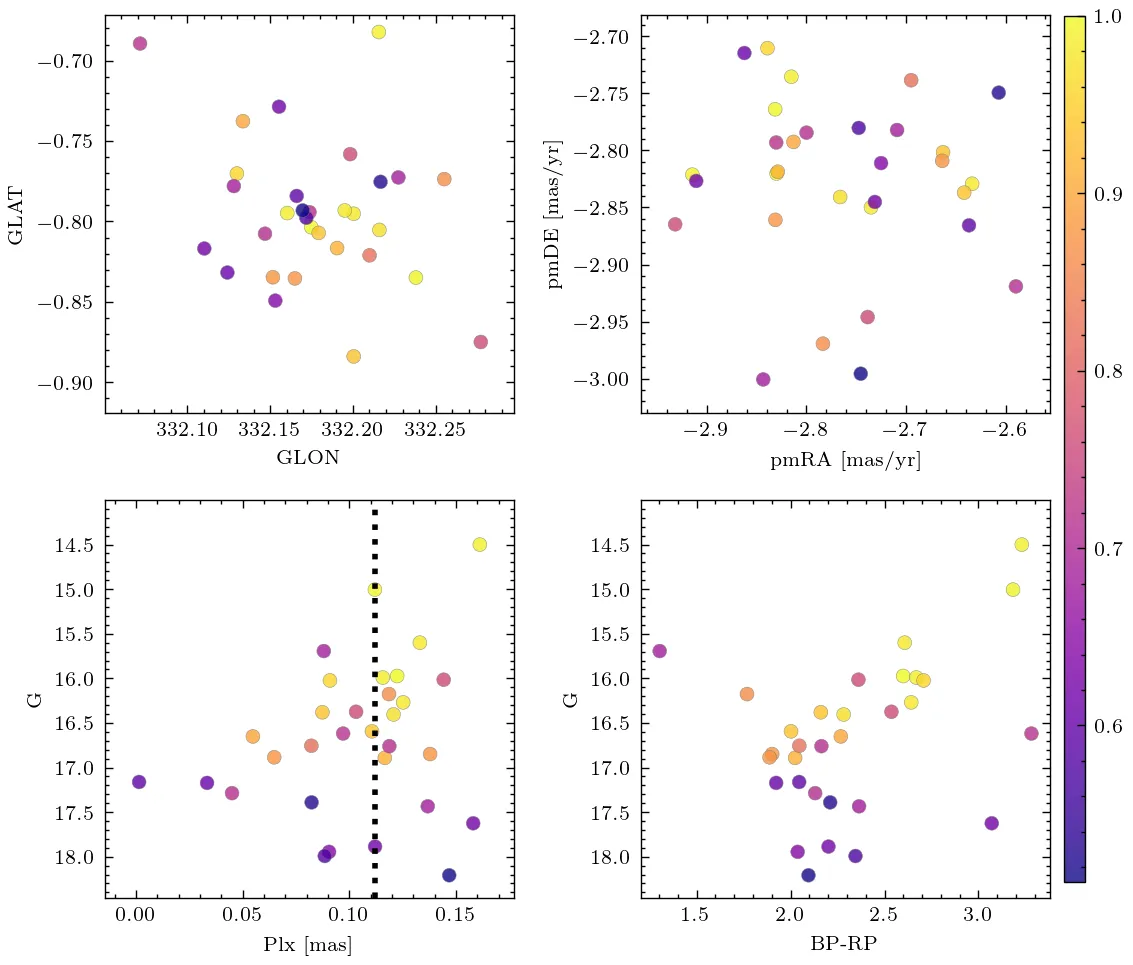 −0.70
−0.75
−0.80
−0.85
−0.90
GLAT
332.10 332.15 332.20 332.25
GLON
−2.70
−2.75
−2.80
−2.85
−2.90
−2.95
−3.00
pmDE [mas/yr]
−2.9 −2.8 −2.7 −2.6
pmRA [mas/yr]
1.0
0.9
0.8
0.7
0.6
14.5
15.0
15.5
16.0
16.5
17.0
17.5
18.0
G
0.00 0.05 0.10 0.15
Plx [mas]
14.5
15.0
15.5
16.0
16.5
17.0
17.5
18.0
G
1.5 2.0 2.5 3.0
BP-RP